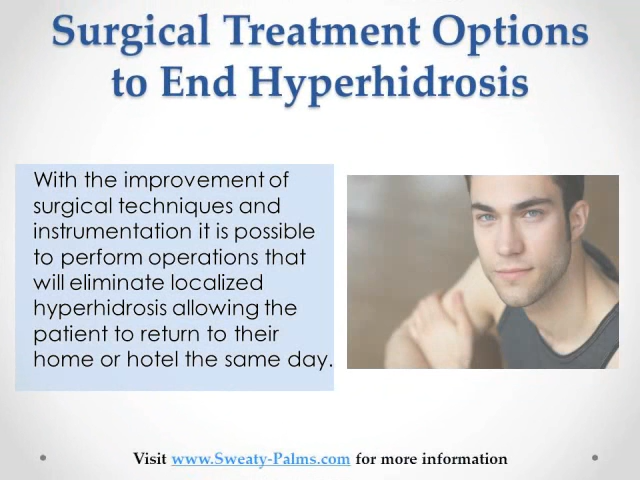 Surgical Treatment Options
to End Hyperhidrosis
With the improvement of
surgical techniques and
instrumentation it is possible
to perform operations that
will eliminate localized
hyperhidrosis allowing the
patient to return to their
home or hotel the same day.
Visit www.Sweaty-Palms.com for more information